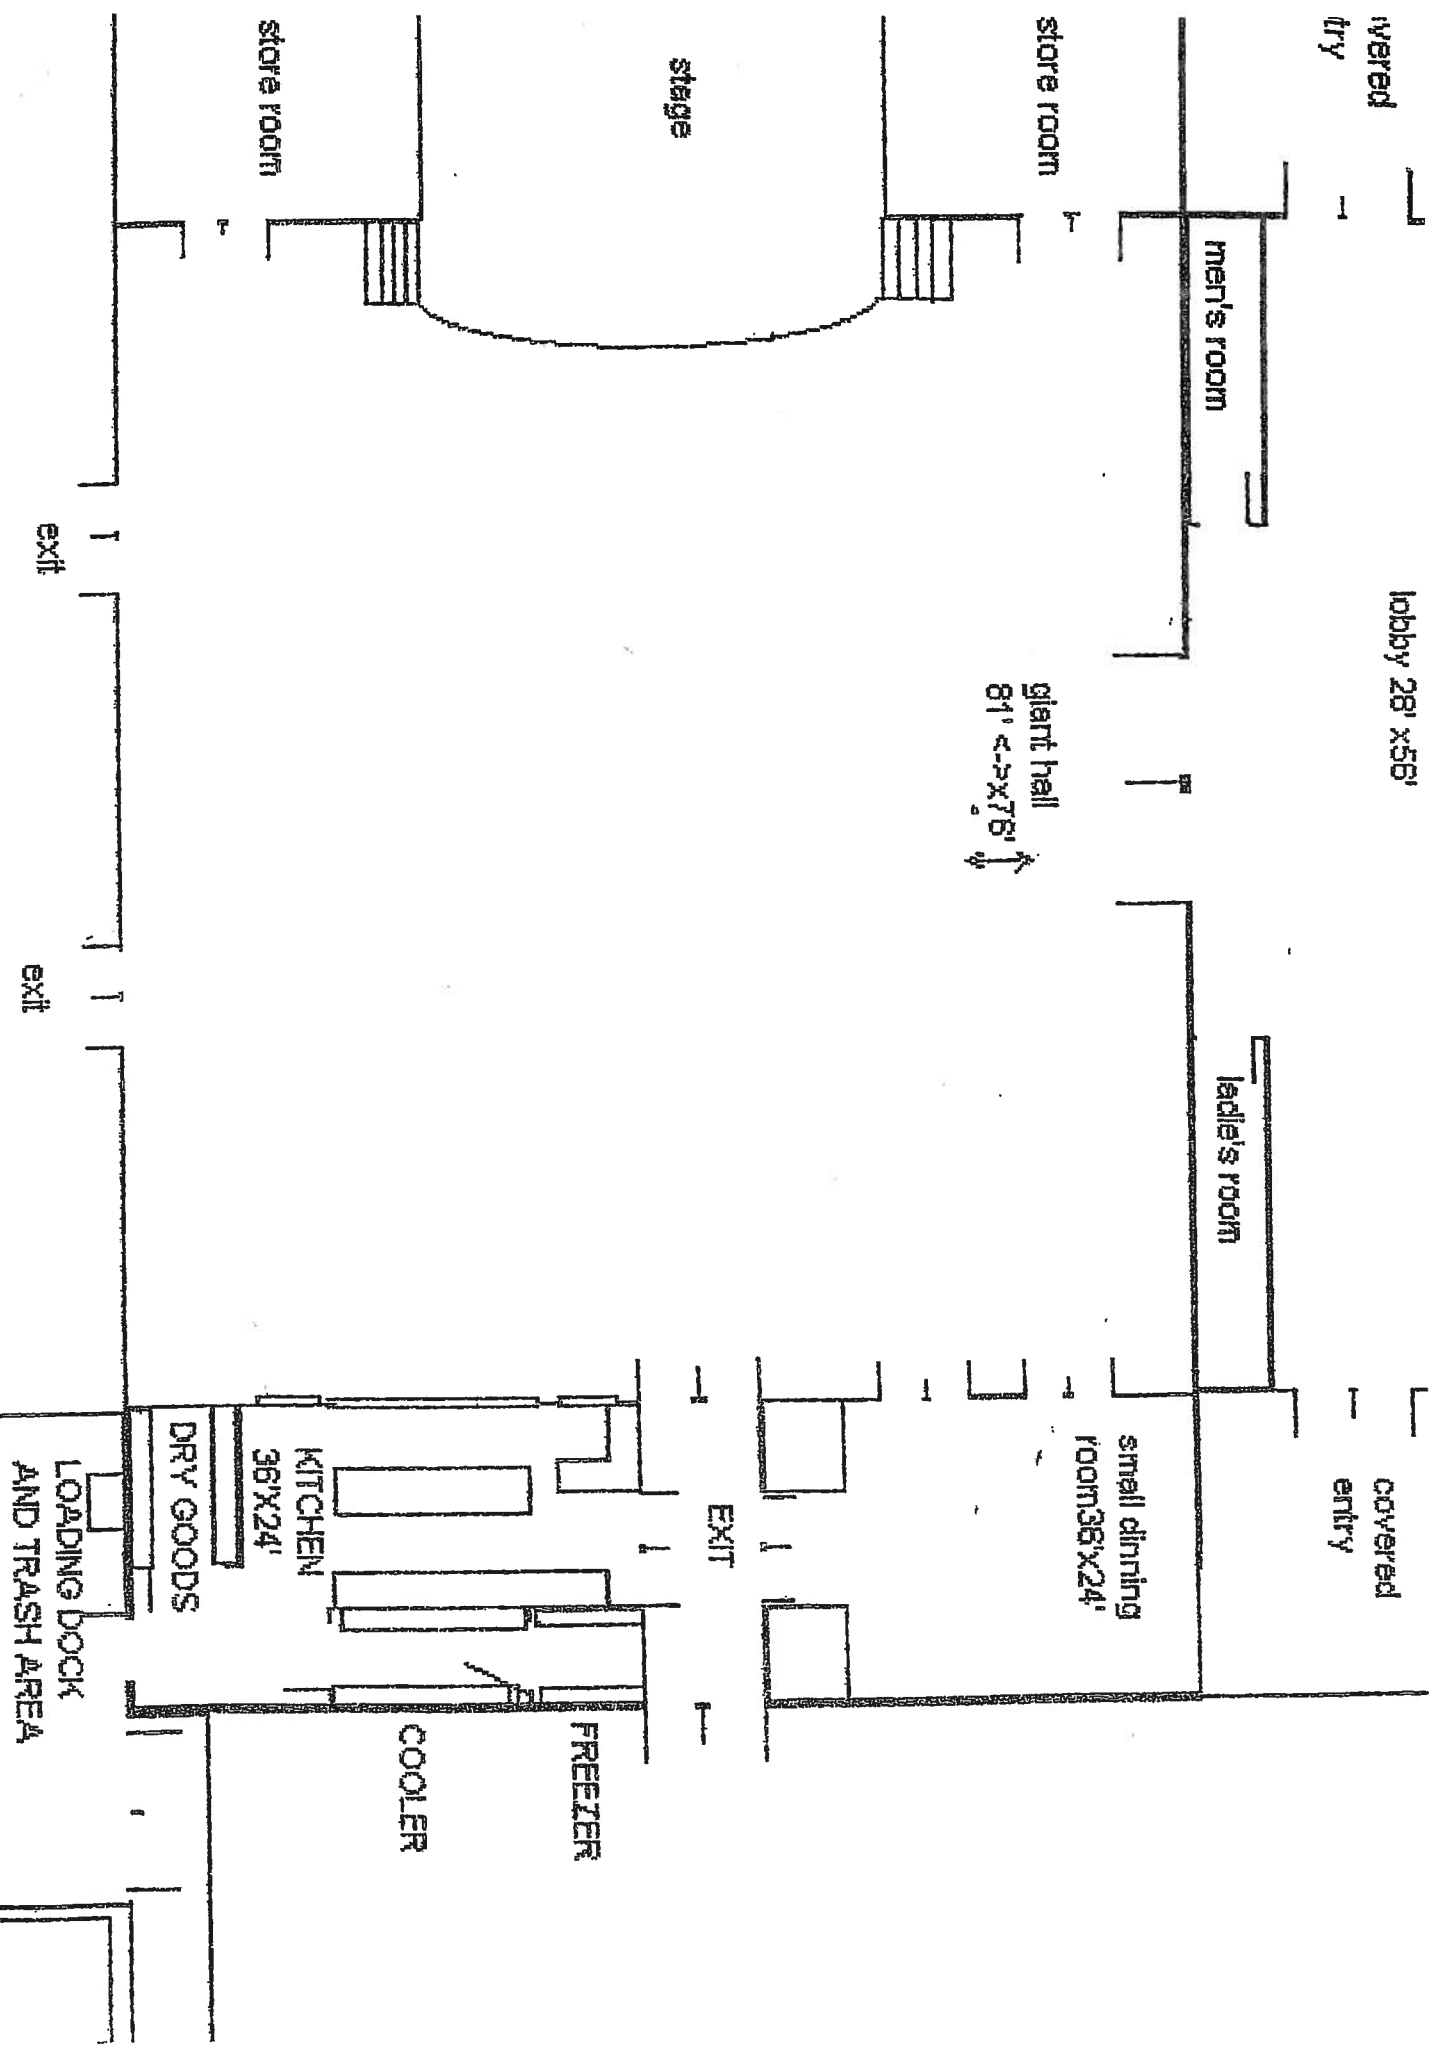 vered
try
lobby 28' x56'
covered
entry
men's room
ladie's room
store room
giant hall
81' <->x76'
small dinning
room36'x24'
stage
EXIT
FREEZER
COOLER
KITCHEN
36'X24'
store room
DRY GOODS
exit
exit
LOADING DOCK
AND TRASH AREA